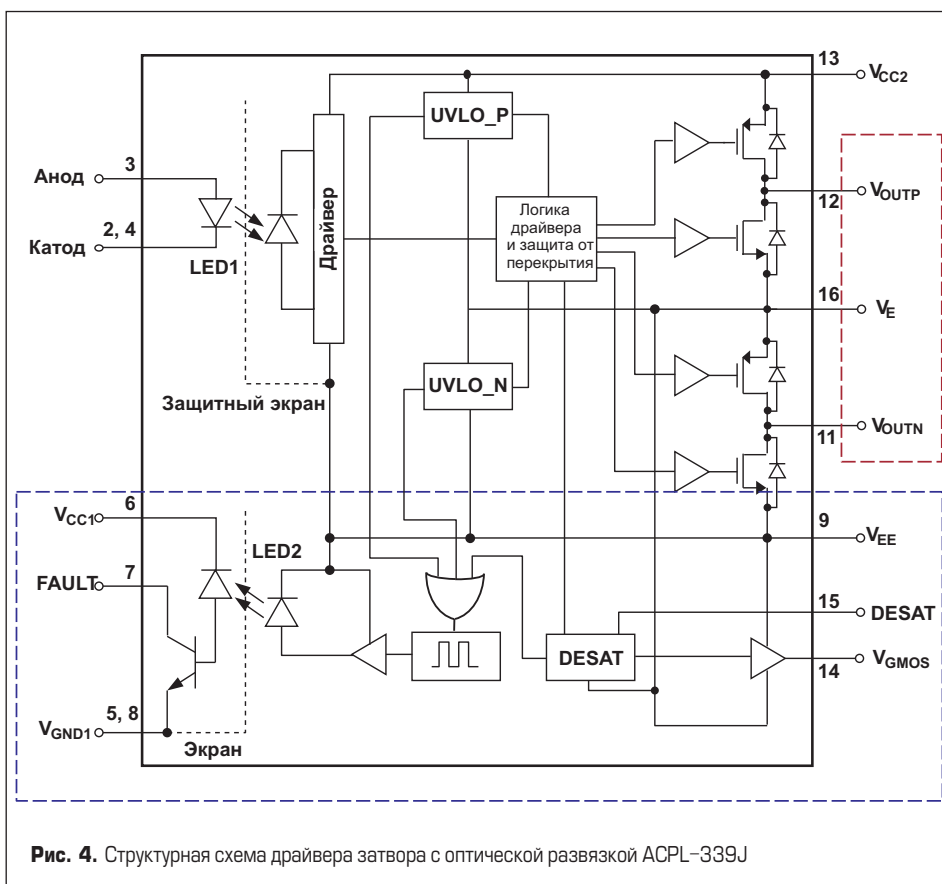 13
VCC2
UVLO_P
3
Анод
2, 4
Катод
LED1
Драйвер
Логика
драйвера
и защита от
перекрытия
VOUTP
12
16
VE
UVLO_N
Защитный экран
VOUTN
11
6
VCC1
LED2
9
VEE
7
FAULT
15
DESAT
DESAT
VGMOS
14
5, 8
VGND1
Экран
Рис. 4. Структурная схема драйвера затвора с оптической развязкой ACPL-339J